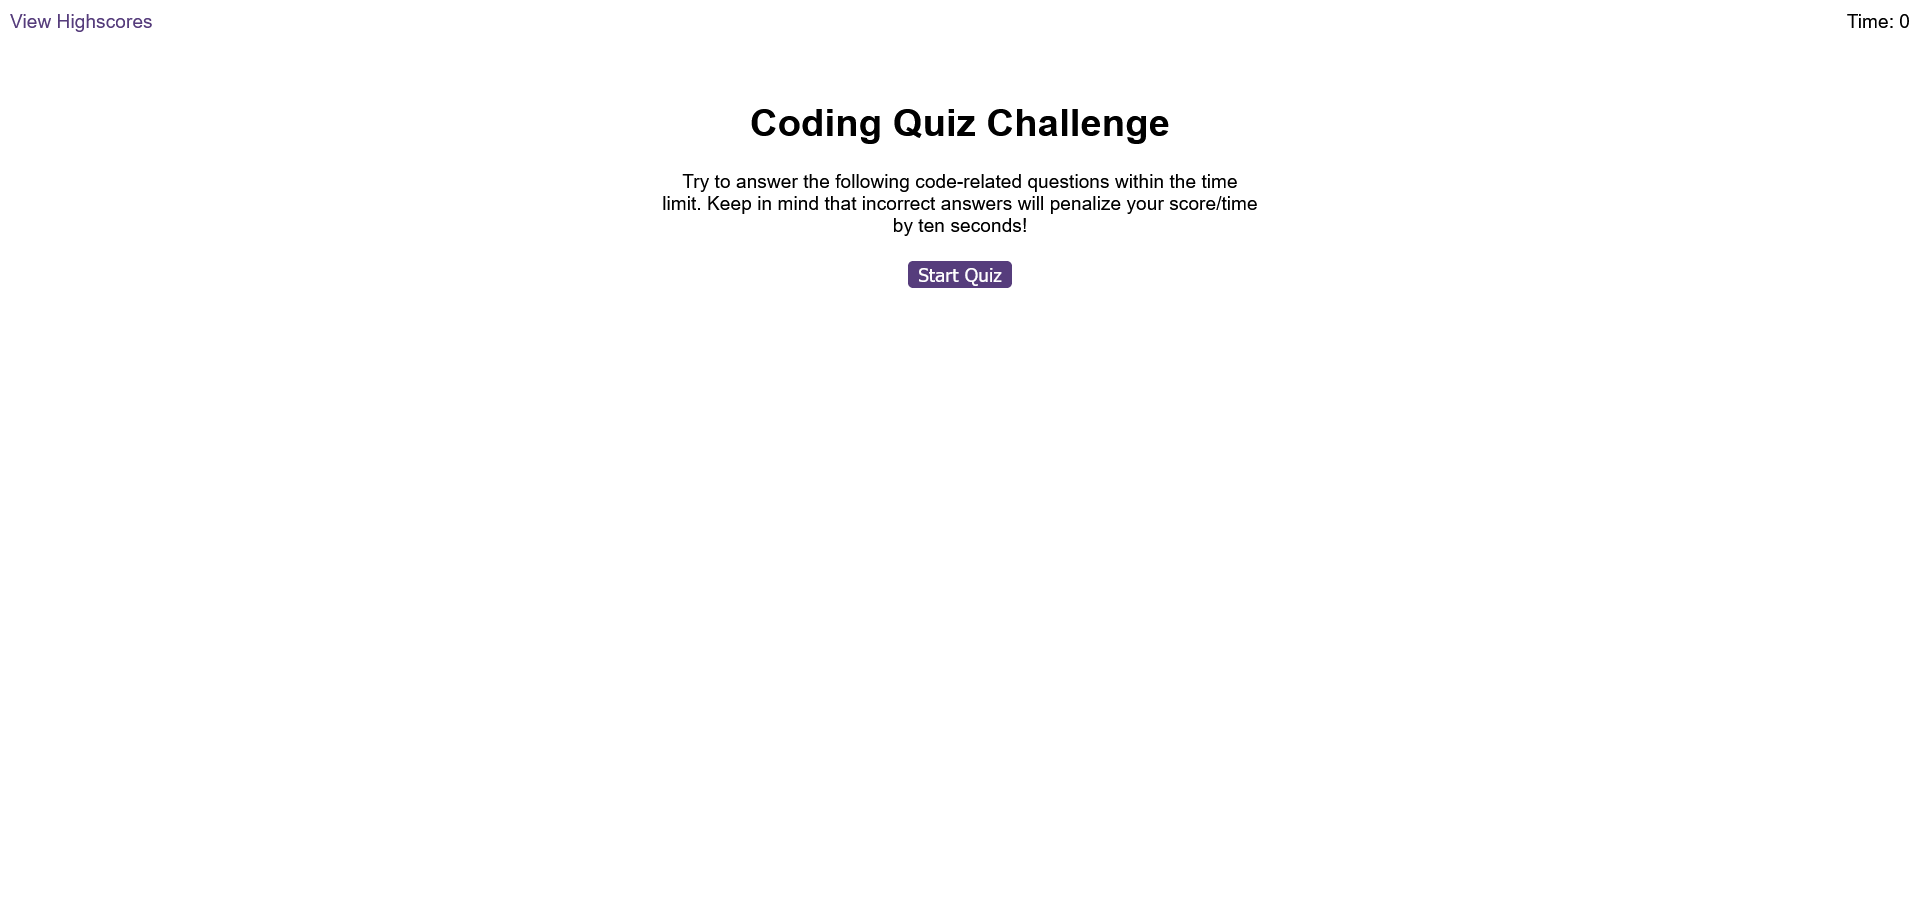 View Highscores
Time: 0
Coding Quiz Challenge
Try to answer the following code-related questions within the time
limit. Keep in mind that incorrect answers will penalize your score/time
by ten seconds!
Start Quiz